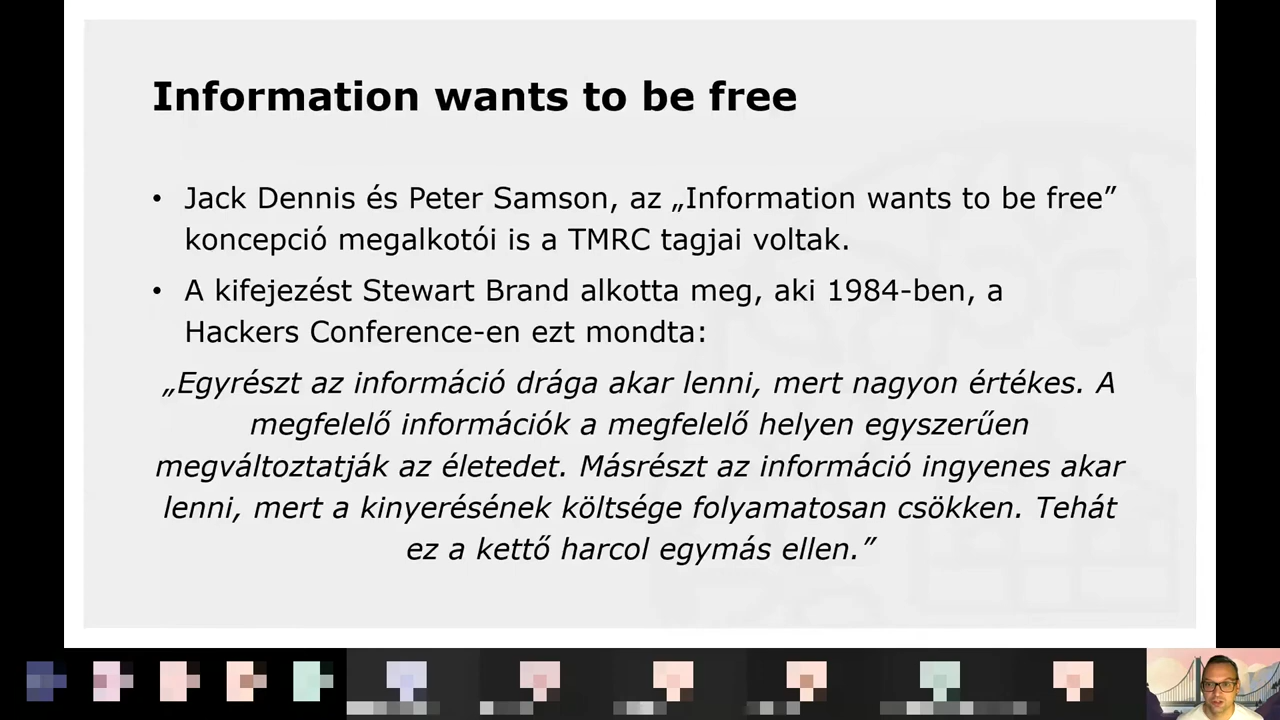 Information wants to be free
• Jack Dennis és Peter Samson, az „Information wants to be free”
koncepció megalkotói is a TMRC tagjai voltak.
• A kifejezést Stewart Brand alkotta meg, aki 1984-ben, a
Hackers Conference-en ezt mondta:
„Egyrészt az információ drága akar lenni, mert nagyon értékes. A
megfelelő információk a megfelelő helyen egyszerűen
megváltoztatják az életedet. Másrészt az információ ingyenes akar
lenni, mert a kinyerésének költsége folyamatosan csökken. Tehát
ez a kettő harcol egymás ellen.”